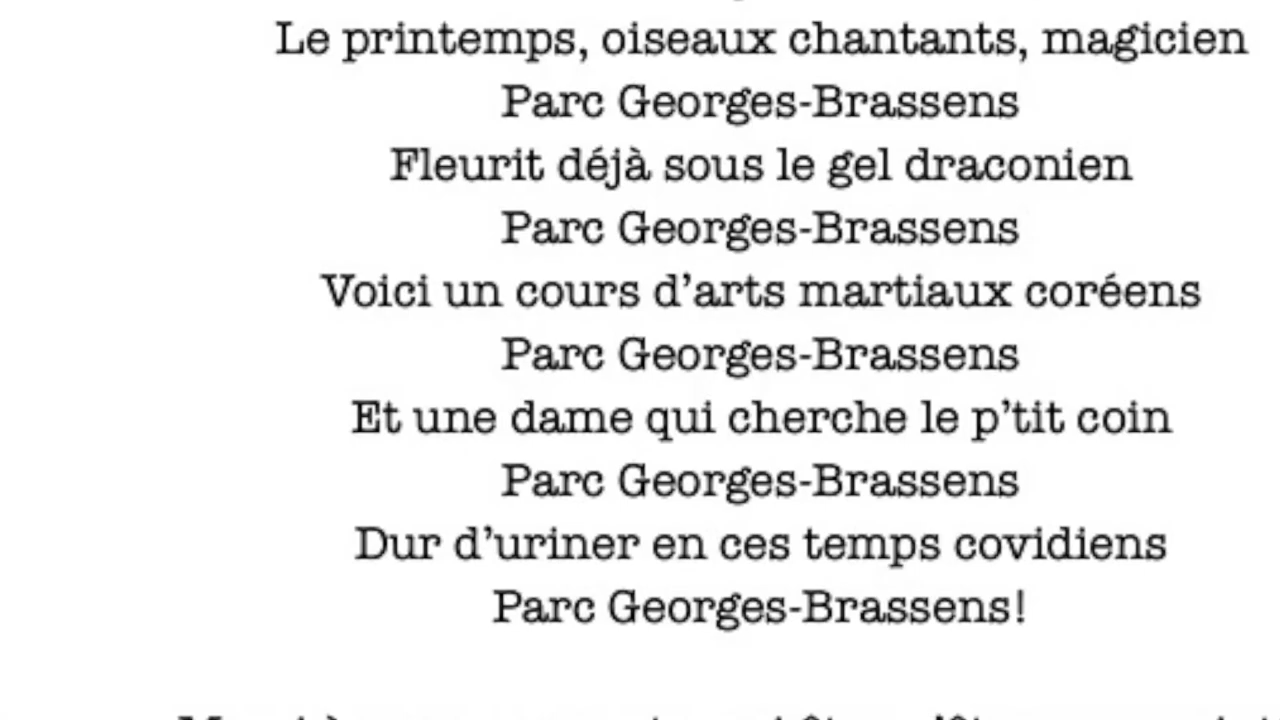 Le printemps, oiseaux chantants, magicien
Parc Georges-Brassens
Fleurit déjà sous le gel draconien
Parc Georges-Brassens
Voici un cours d’arts martiaux coréens
Parc Georges-Brassens
Et une dame qui cherche le p’tit coin
Parc Georges-Brassens
Dur d’uriner en ces temps covidiens
Parc Georges-Brassens!